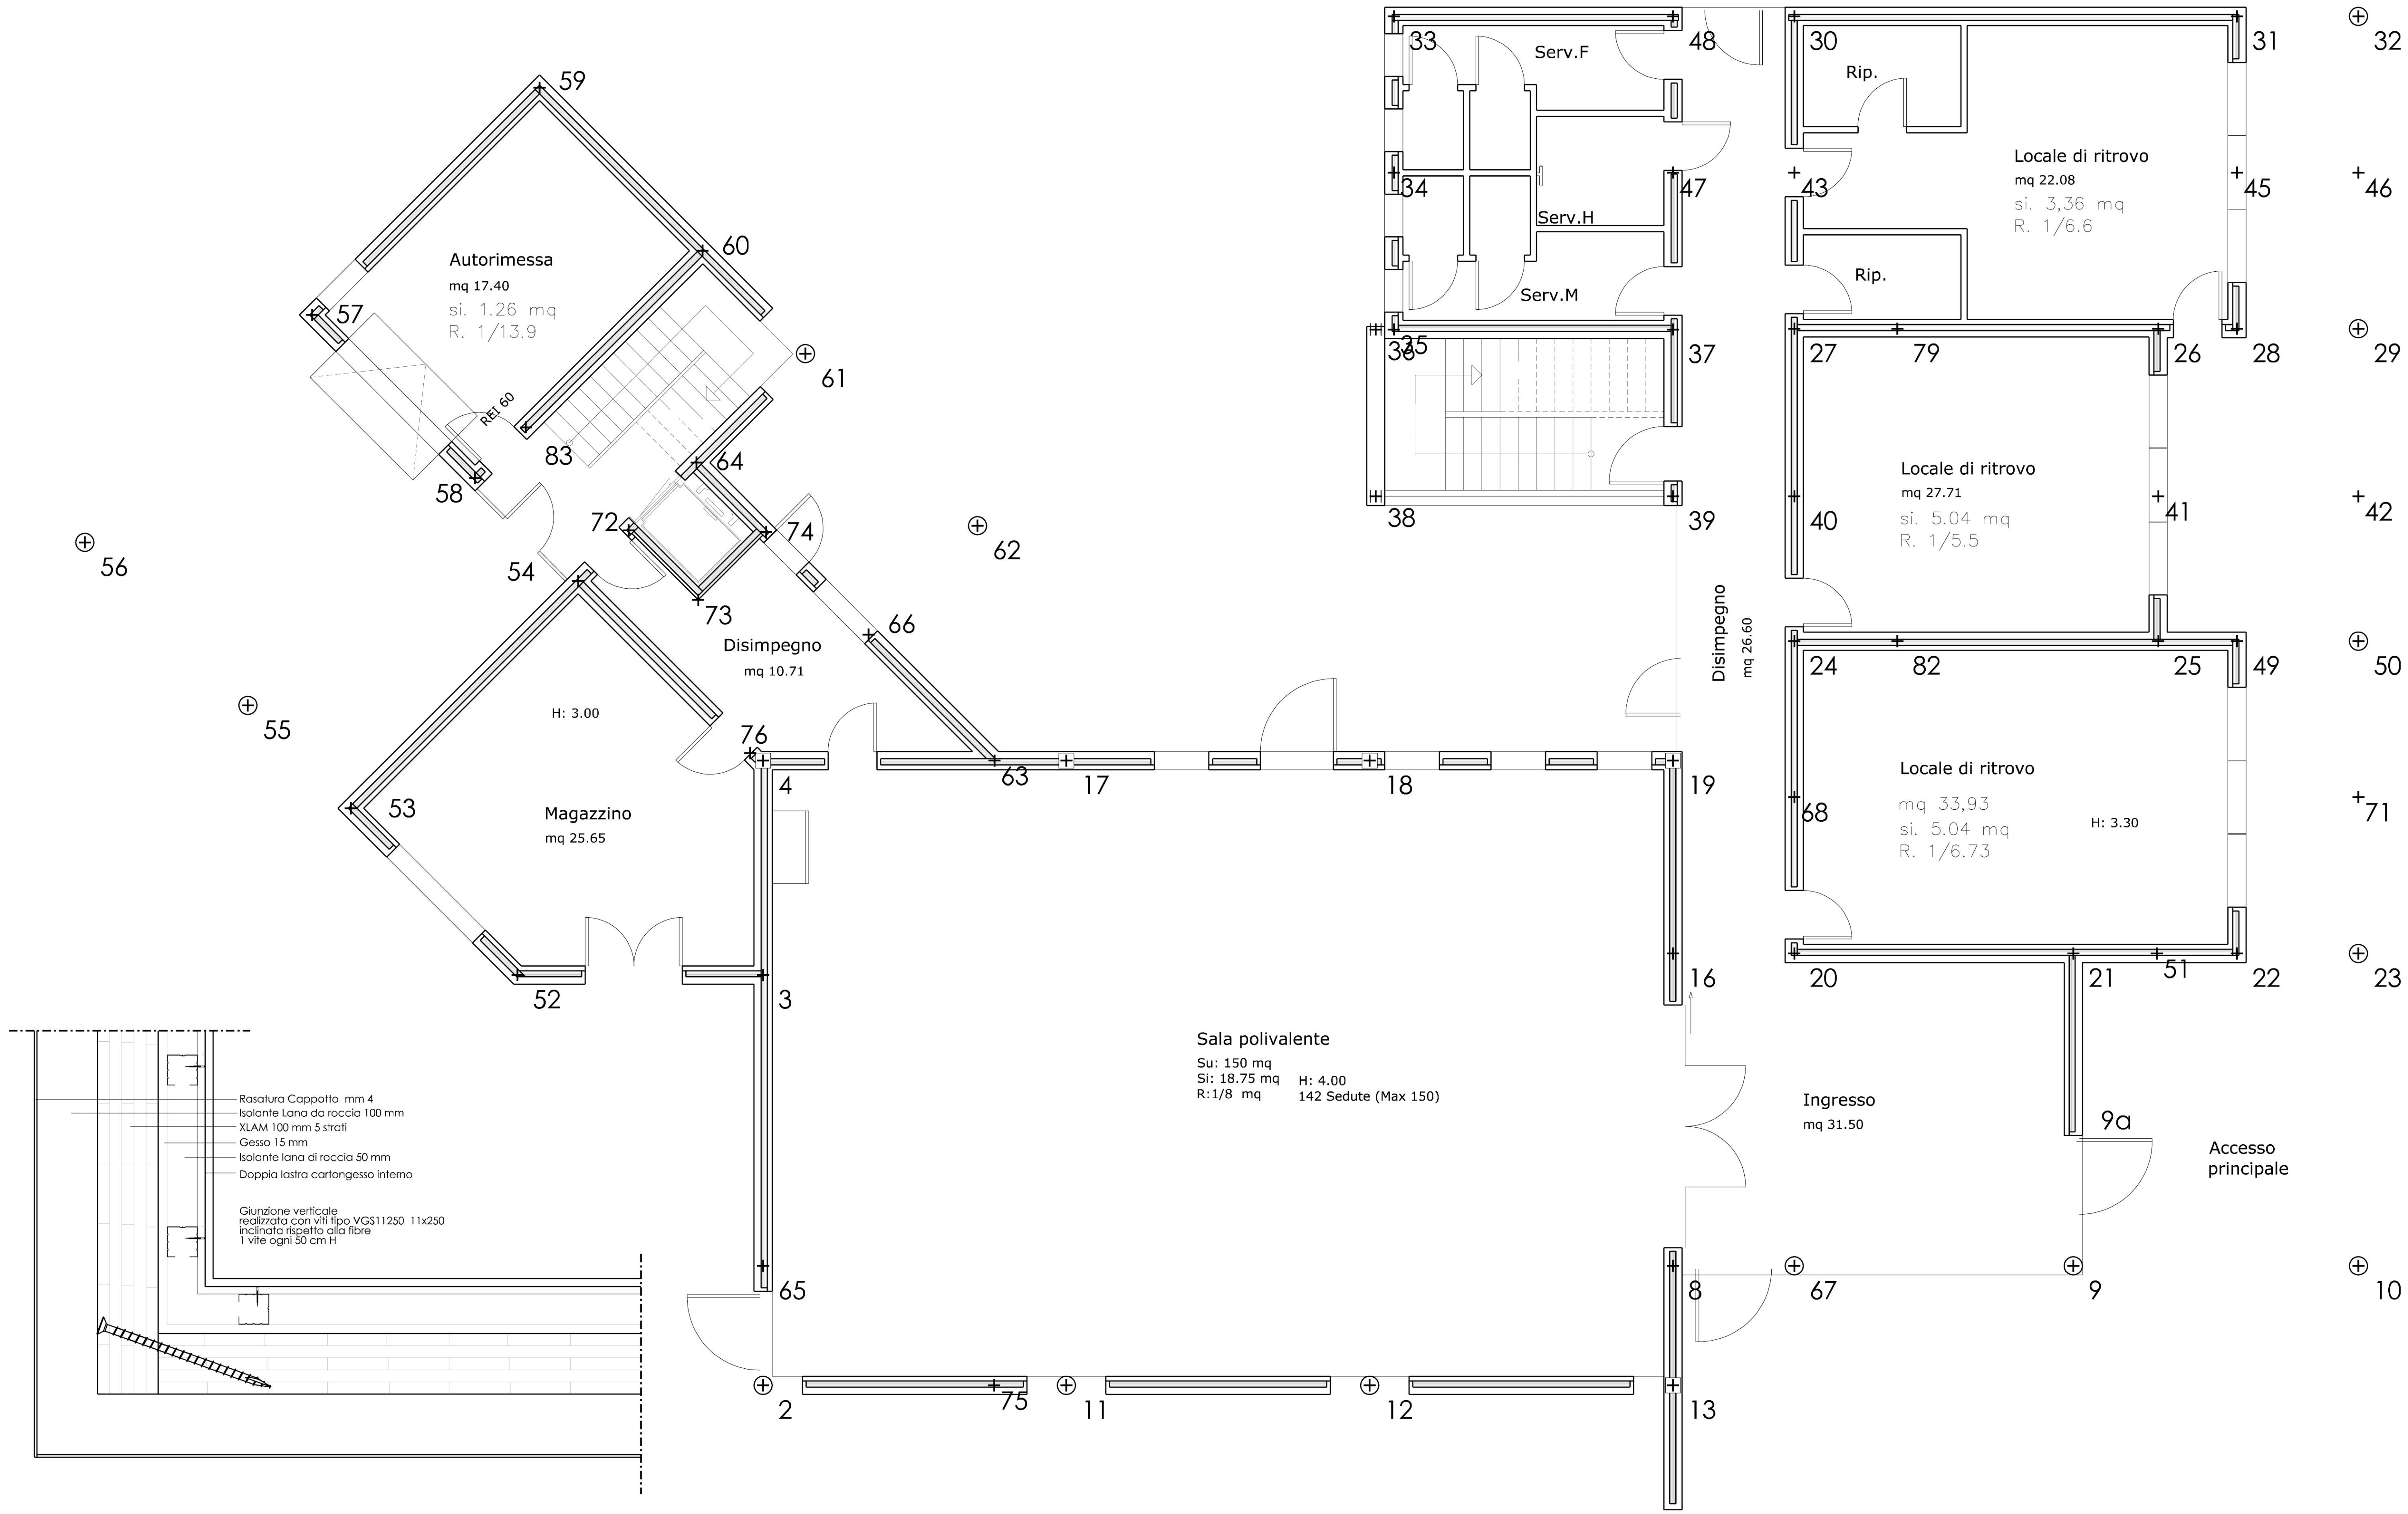 33
Serv.F
48
30
Rip.
31
32
59
Locale di ritrovo
mq 22.08
si. 3,36 mq
R. 1/6.6
34
47
43
45
46
Serv.H
60
Autorimessa
mq 17.40
si. 1.26 mq
R. 1/13.9
57
Rip.
Serv.M
36
35
37
27
79
26
28
29
61
REI 60
83
64
58
Locale di ritrovo
mq 27.71
si. 5.04 mq
R. 1/5.5
38
39
40
41
42
72
74
62
56
54
73
66
Disimpegno
mq 10.71
Disimpegno
mq 26.60
24
82
25
49
50
H: 3.00
55
76
4
63
17
18
19
Locale di ritrovo
mq 33,93
si. 5.04 mq
R. 1/6.73
H: 3.30
68
71
53
Magazzino
mq 25.65
52
3
16
20
21
51
22
23
Sala polivalente
Su: 150 mq
Si: 18.75 mq
R:1/8 mq
H: 4.00
142 Sedute (Max 150)
Ingresso
mq 31.50
9a
Accesso
principale
Rasatura Cappotto mm 4
Isolante Lana da roccia 100 mm
XLAM 100 mm 5 strati
Gesso 15 mm
Isolante lana di roccia 50 mm
Doppia lastra cartongesso interno
Giunzione verticale
realizzata con viti tipo VGS11250 11x250
inclinata rispetto alla fibre
1 vite ogni 50 cm H
65
8
67
9
10
2
75
11
12
13